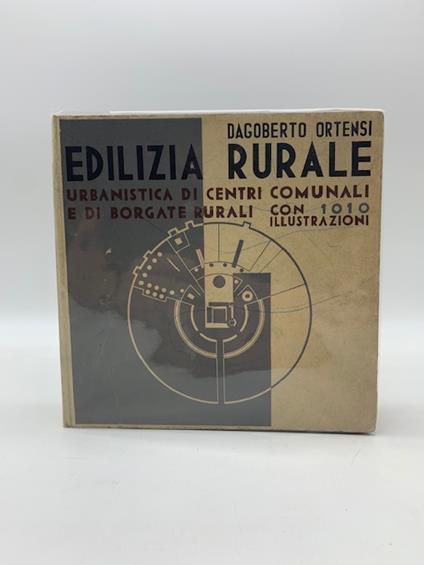 DAGOBERTO ORTENSI
EDILIZIA RURALE
URBANISTICA DI CENTRI COMUNALI
E DI BORGATE RURALI CON 1010
ILLUSTRAZIONI